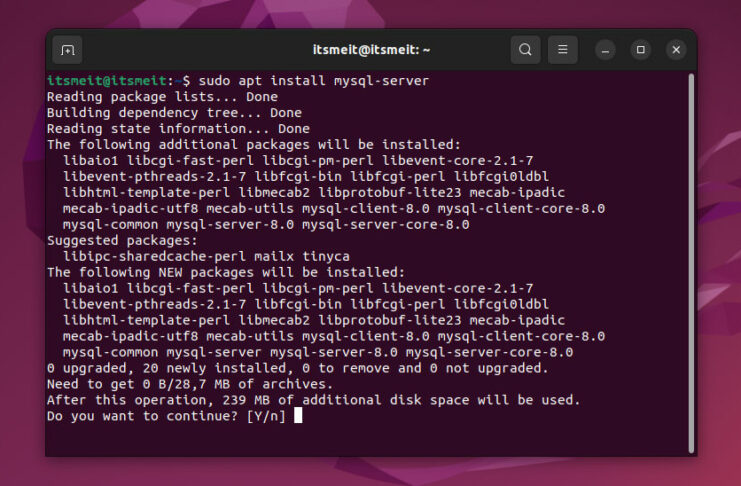 itsmeit@itsmeit: ~
itsmeit@itsmeit:~$ sudo apt install mysql-server
Reading package lists... Done
Building dependency tree... Done
Reading state information... Done
The following additional packages will be installed:
libaio1 libcgi-fast-perl libcgi-pm-perl libevent-core-2.1-7
libevent-pthreads-2.1-7 libfcgi-bin libfcgi-perl libfcgi0ldbl
libhtml-template-perl libmecab2 libprotobuf-lite23 mecab-ipadic
mecab-ipadic-utf8 mecab-utils mysql-client-8.0 mysql-client-core-8.0
mysql-common mysql-server-8.0 mysql-server-core-8.0
Suggested packages:
libipc-sharedcache-perl mailx tinyca
The following NEW packages will be installed:
libaio1 libcgi-fast-perl libcgi-pm-perl libevent-core-2.1-7
libevent-pthreads-2.1-7 libfcgi-bin libfcgi-perl libfcgi0ldbl
libhtml-template-perl libmecab2 libprotobuf-lite23 mecab-ipadic
mecab-ipadic-utf8 mecab-utils mysql-client-8.0 mysql-client-core-8.0
mysql-common mysql-server mysql-server-8.0 mysql-server-core-8.0
0 upgraded, 20 newly installed, 0 to remove and 0 not upgraded.
Need to get 0 B/28,7 MB of archives.
After this operation, 239 MB of additional disk space will be used.
Do you want to continue? [Y/n]